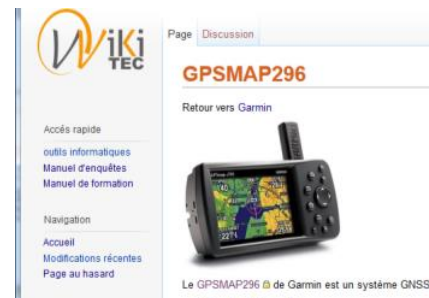 WiKi
TEC
Page Discussion
GPSMAP296
Retour vers Garmin
Accés rapide
outils informatiques
Manuel d'enquêtes
Manuel de formation
Navigation
Accueil
Modifications récentes
Page au hasard
Le GPSMAP296 de Garmin est un système GNSS